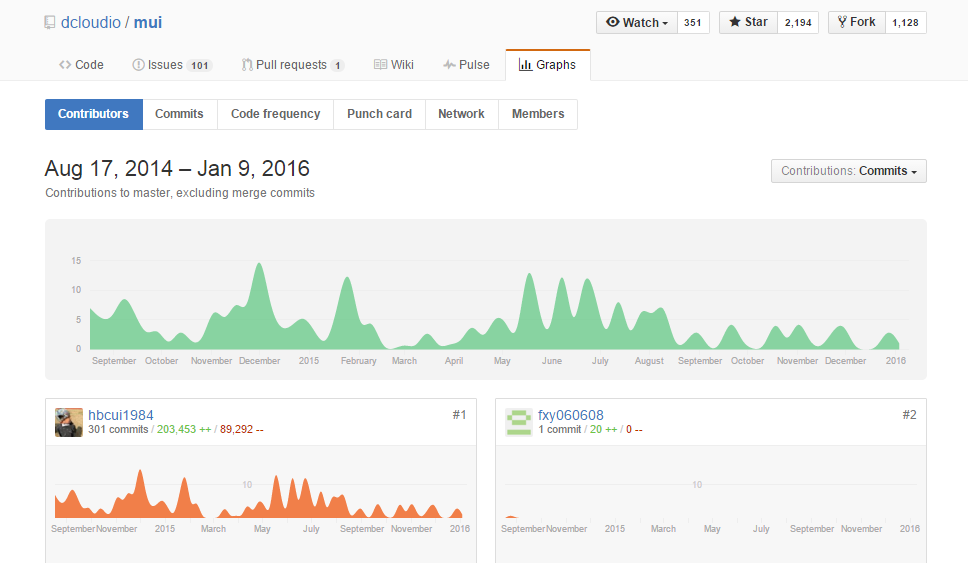 dcloudio / mui
Watch 351 Star 2,194 Fork 1,128
Code Issues 101 Pull requests 1 Wiki Pulse Graphs
Contributors Commits Code frequency Punch card Network Members
Aug 17, 2014 – Jan 9, 2016
Contributions: Commits
Contributions to master, excluding merge commits
15
10
5
0
September October November December 2015 February March April May June July August September October November December 2016
hbcui1984 #1
301 commits / 203,453 ++ / 89,292 --
10
September November 2015 March May July September November 2016
fxy060608 #2
1 commit / 20 ++ / 0 --
10
September November 2015 March May July September November 2016